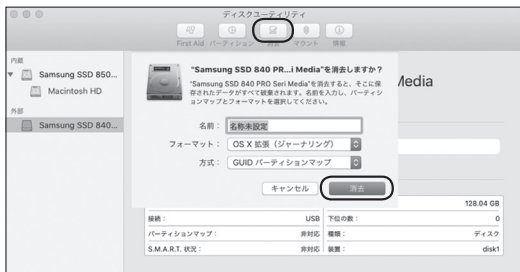 ディスクユーティリティ
First Aid パーティション 消去 マウント 情報
内蔵
Samsung SSD 850...
Macintosh HD
外部
Samsung SSD 840...
"Samsung SSD 840 PR...i Media"を消去しますか？
"Samsung SSD 840 PRO Seri Media"を消去すると、そこに保
存されたデータがすべて破棄されます。名前を入力し、パーティシ
ョンマップとフォーマットを選択してください。
Media
名前： 名称未設定
フォーマット： OS X 拡張（ジャーナリング）
方式： GUID パーティションマップ
キャンセル 消去
128.04 GB
接続： USB 下位の数： 0
パーティションマップ： 非対応 種類： ディスク
S.M.A.R.T. 状況： 非対応 装置： disk1